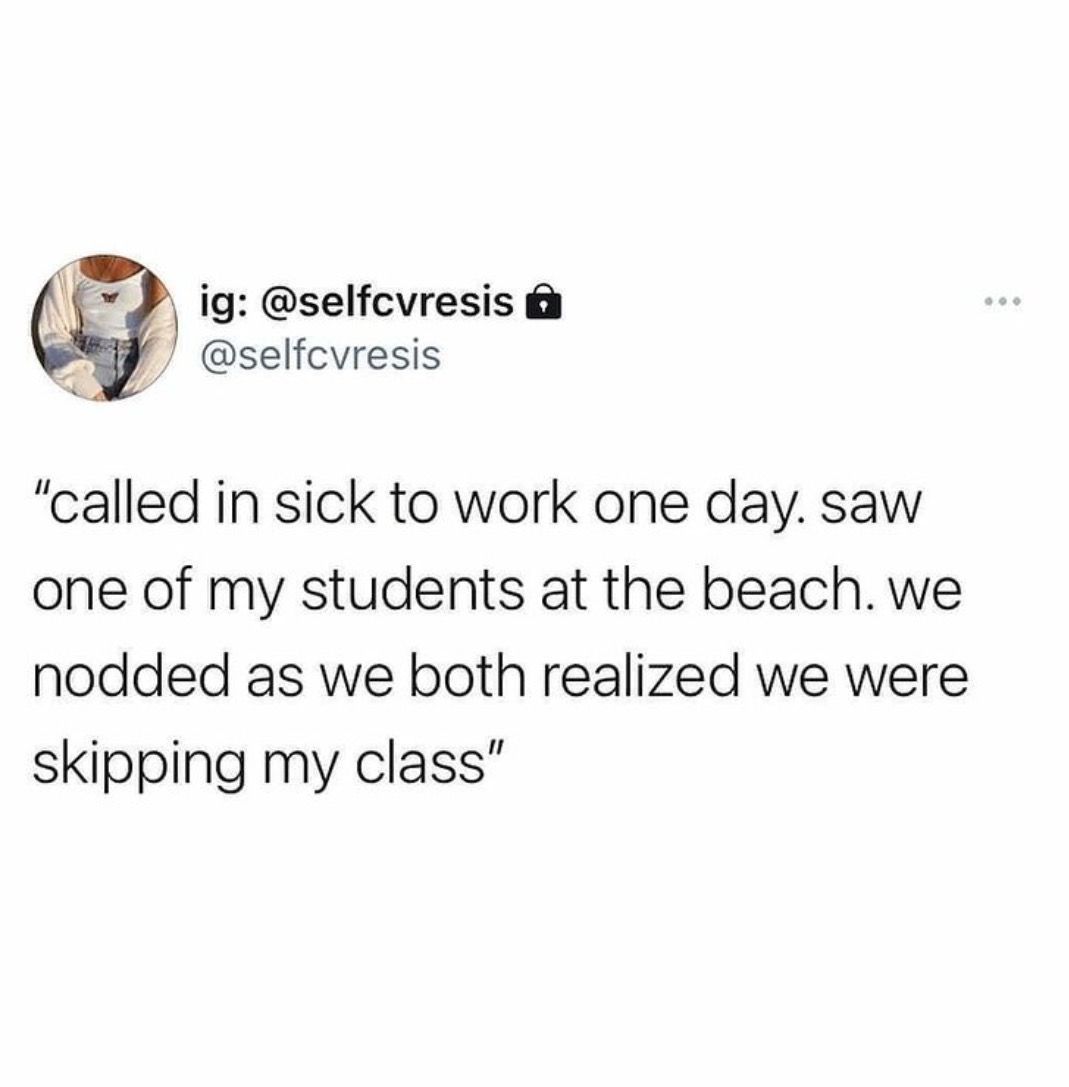 ig: @selfcvresis
@selfcvresis
“called in sick to work one day. saw
one of my students at the beach. we
nodded as we both realized we were
skipping my class”